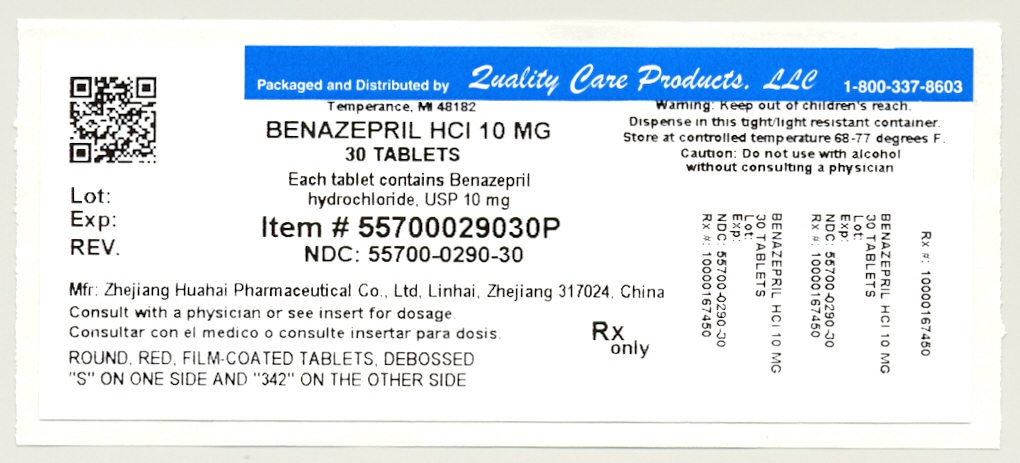 Packaged and Distributed by Quality Care Products, LLC 1-800-337-8603
Temperance, MI 48182
BENAZEPRIL HCl 10 MG
30 TABLETS
Each tablet contains Benazepril
hydrochloride, USP 10 mg
Item # 55700029030P
NDC: 55700-0290-30
Warning: Keep out of children's reach.
Dispense in this tight/light resistant container.
Store at controlled temperature 68-77 degrees F.
Caution: Do not use with alcohol
without consulting a physician
Lot:
Exp:
REV.
Mfr: Zhejiang Huahai Pharmaceutical Co., Ltd, Linhai, Zhejiang 317024, China
Consult with a physician or see insert for dosage.
Consultar con el medico o consulte insertar para dosis.
ROUND, RED, FILM-COATED TABLETS, DEBOSSED
"S" ON ONE SIDE AND "342" ON THE OTHER SIDE
Rx
only
Rx #: 10000167450
BENAZEPRIL HCl 10 MG
30 TABLETS
Lot:
Exp:
NDC: 55700-0290-30
Rx #: 10000167450
BENAZEPRIL HCl 10 MG
30 TABLETS
Lot:
Exp:
NDC: 55700-0290-30
Rx #: 10000167450